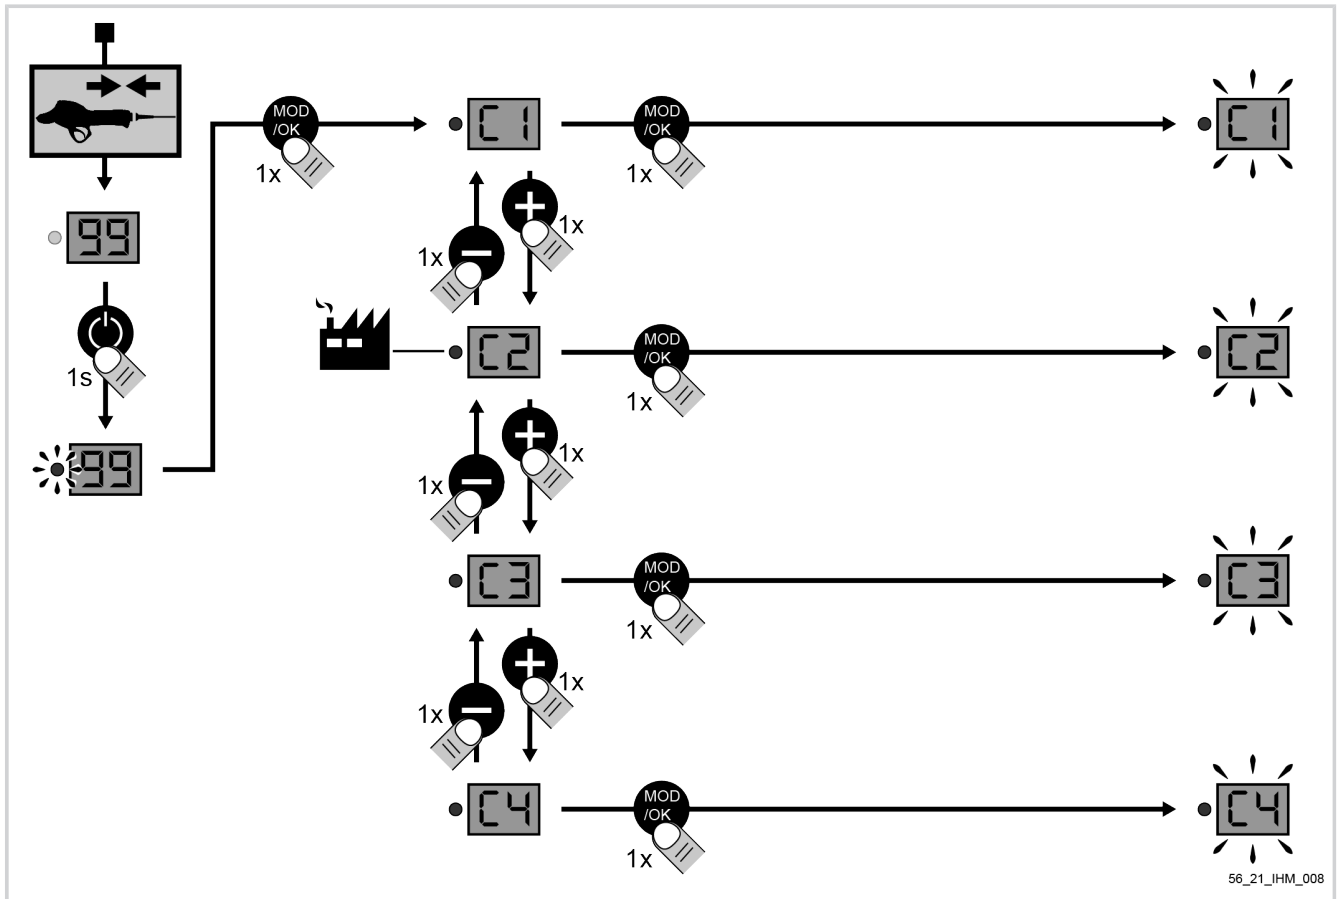 99
1s
99
MOD
/OK
1x
C1
MOD
/OK
1x
C1
1x
1x
C2
MOD
/OK
1x
C2
1x
1x
C3
MOD
/OK
1x
C3
1x
1x
C4
MOD
/OK
1x
C4
56_21_IHM_008